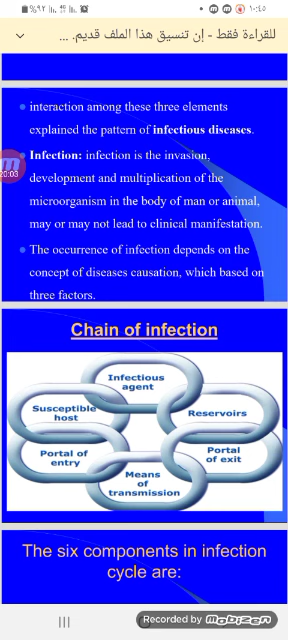 %٩٢
١٠:٤٥
للقراءة فقط - إن تنسيق هذا الملف قديم. ...
interaction among these three elements
explained the pattern of infectious diseases.
Infection: infection is the invasion,
development and multiplication of the
microorganism in the body of man or animal,
may or may not lead to clinical manifestation.
20:03
The occurrence of infection depends on the
concept of diseases causation, which based on
three factors.
Chain of infection
Infectious
agent
Susceptible
host
Reservoirs
Portal of
entry
Portal
of exit
Means
of
transmission
The six components in infection
cycle are:
Recorded by mobizen